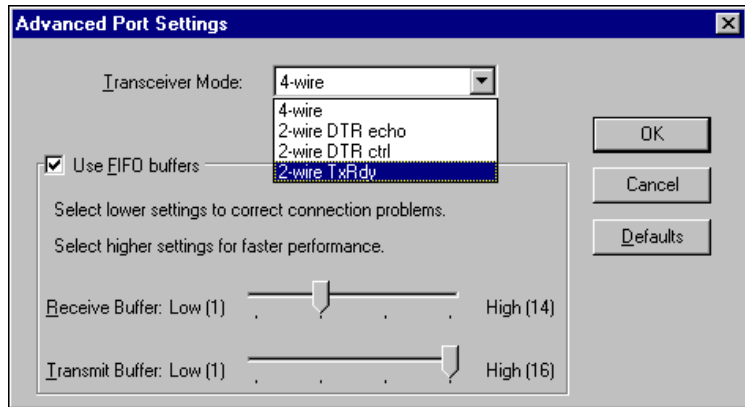 Advanced Port Settings
Transceiver Mode: 4-wire
4-wire
2-wire DTR echo
2-wire DTR ctrl
2-wire TxRdy
OK
Cancel
Defaults
Use FIFO buffers
Select lower settings to correct connection problems.
Select higher settings for faster performance.
Receive Buffer: Low (1) High (14)
Transmit Buffer: Low (1) High (16)